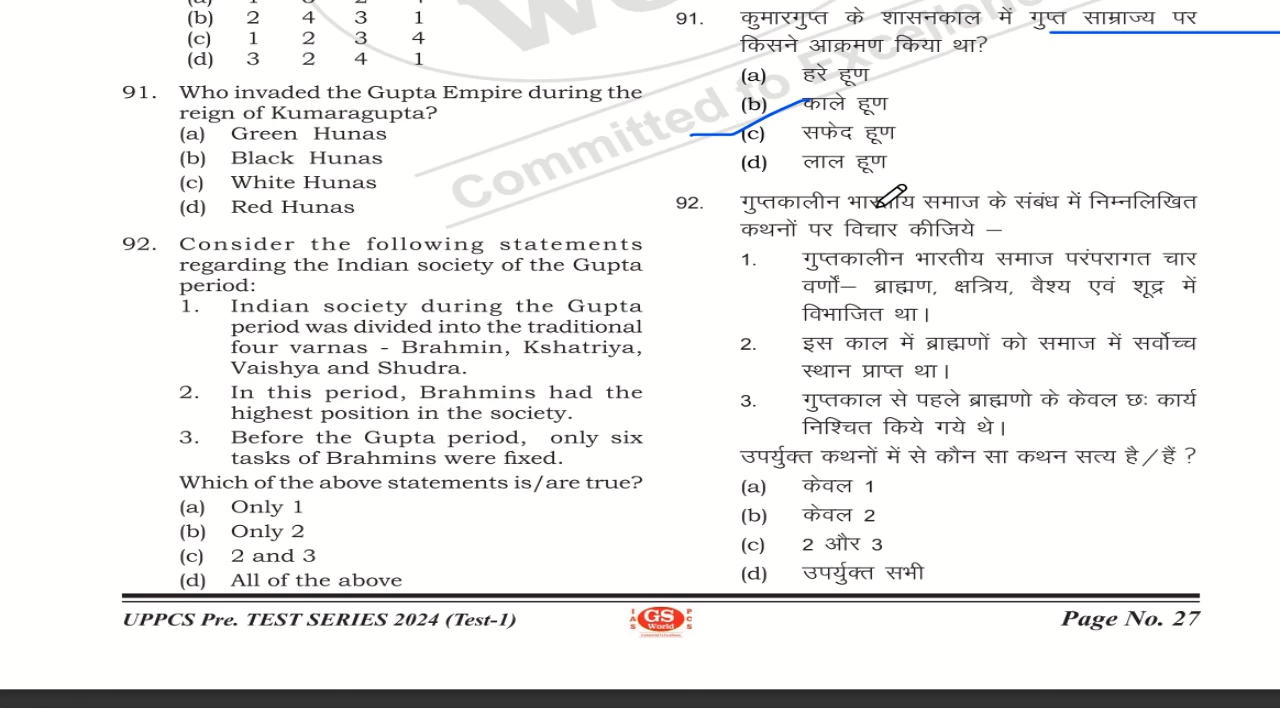 (b) 2 4 3 1
(c) 1 2 3 4
(d) 3 2 4 1
91. Who invaded the Gupta Empire during the
reign of Kumaragupta?
(a) Green Hunas
(b) Black Hunas
(c) White Hunas
(d) Red Hunas
92. Consider the following statements
regarding the Indian society of the Gupta
period:
1. Indian society during the Gupta
period was divided into the traditional
four varnas - Brahmin, Kshatriya,
Vaishya and Shudra.
2. In this period, Brahmins had the
highest position in the society.
3. Before the Gupta period, only six
tasks of Brahmins were fixed.
Which of the above statements is/are true?
(a) Only 1
(b) Only 2
(c) 2 and 3
(d) All of the above
91. कुमारगुप्त के शासनकाल में गुप्त साम्राज्य पर
किसने आक्रमण किया था?
(a) हरे हूण
(b) काले हूण
(c) सफेद हूण
(d) लाल हूण
92. गुप्तकालीन भारतीय समाज के संबंध में निम्नलिखित
कथनों पर विचार कीजिये –
1. गुप्तकालीन भारतीय समाज परंपरागत चार
वर्णों– ब्राह्मण, क्षत्रिय, वैश्य एवं शूद्र में
विभाजित था।
2. इस काल में ब्राह्मणों को समाज में सर्वोच्च
स्थान प्राप्त था।
3. गुप्तकाल से पहले ब्राह्मणो के केवल छः कार्य
निश्चित किये गये थे।
उपर्युक्त कथनों में से कौन सा कथन सत्य है/हैं ?
(a) केवल 1
(b) केवल 2
(c) 2 और 3
(d) उपर्युक्त सभी
Committed to Excellence
UPPCS Pre. TEST SERIES 2024 (Test-1)
IAS GS World PCS
Page No. 27